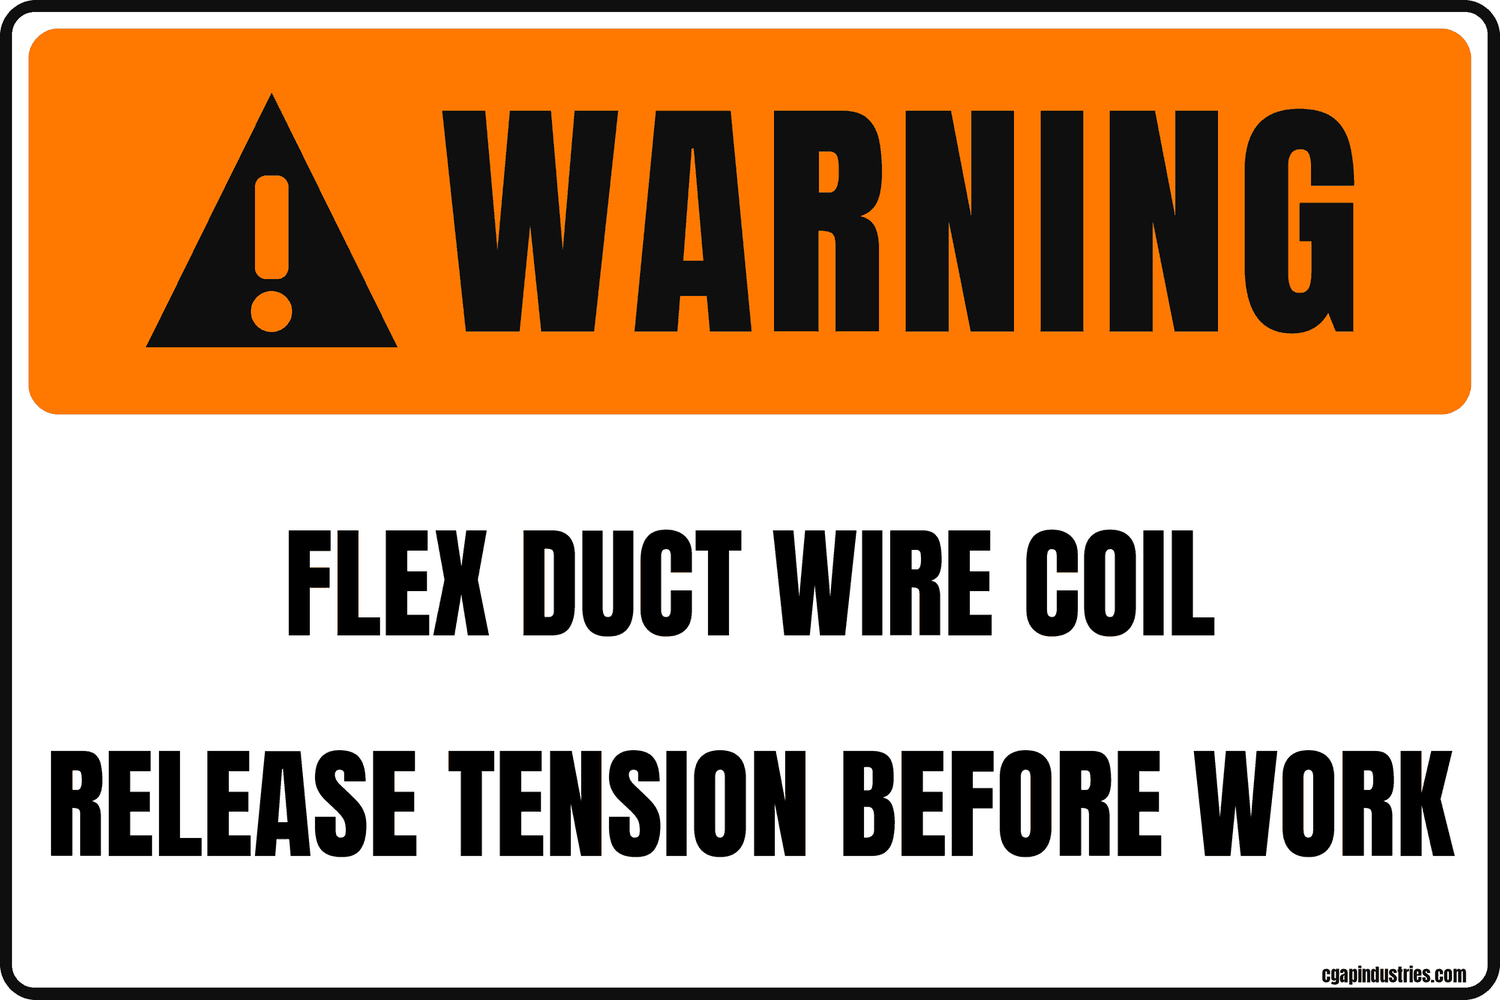 WARNING
FLEX DUCT WIRE COIL
RELEASE TENSION BEFORE WORK
cgapindustries.com